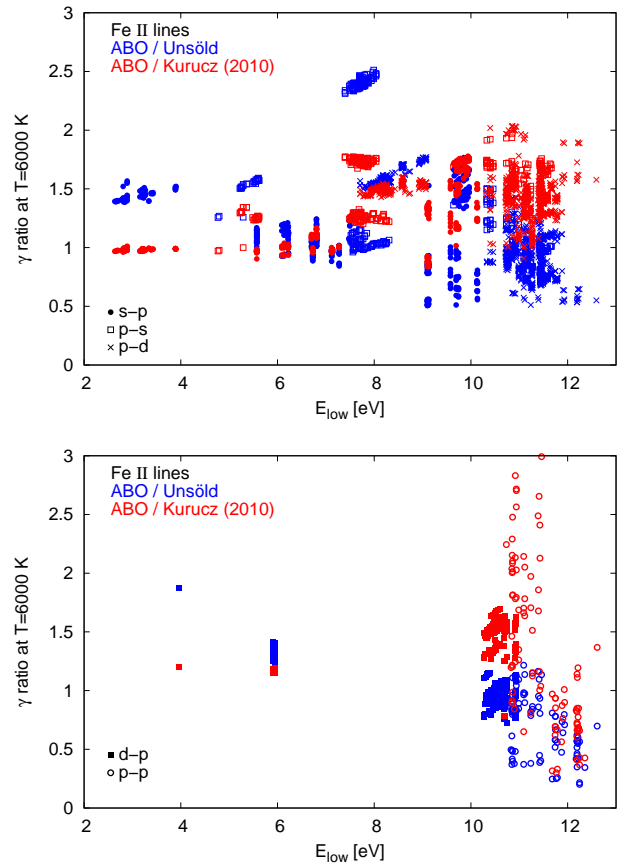 3
Fe II lines
ABO / Unsöld
ABO / Kurucz (2010)
2.5
2
1.5
1
0.5
0
γ ratio at T=6000 K
s−p
p−s
p−d
2 4 6 8 10 12
E_low [eV]
3
Fe II lines
ABO / Unsöld
ABO / Kurucz (2010)
2.5
2
1.5
1
0.5
0
γ ratio at T=6000 K
d−p
p−p
2 4 6 8 10 12
E_low [eV]